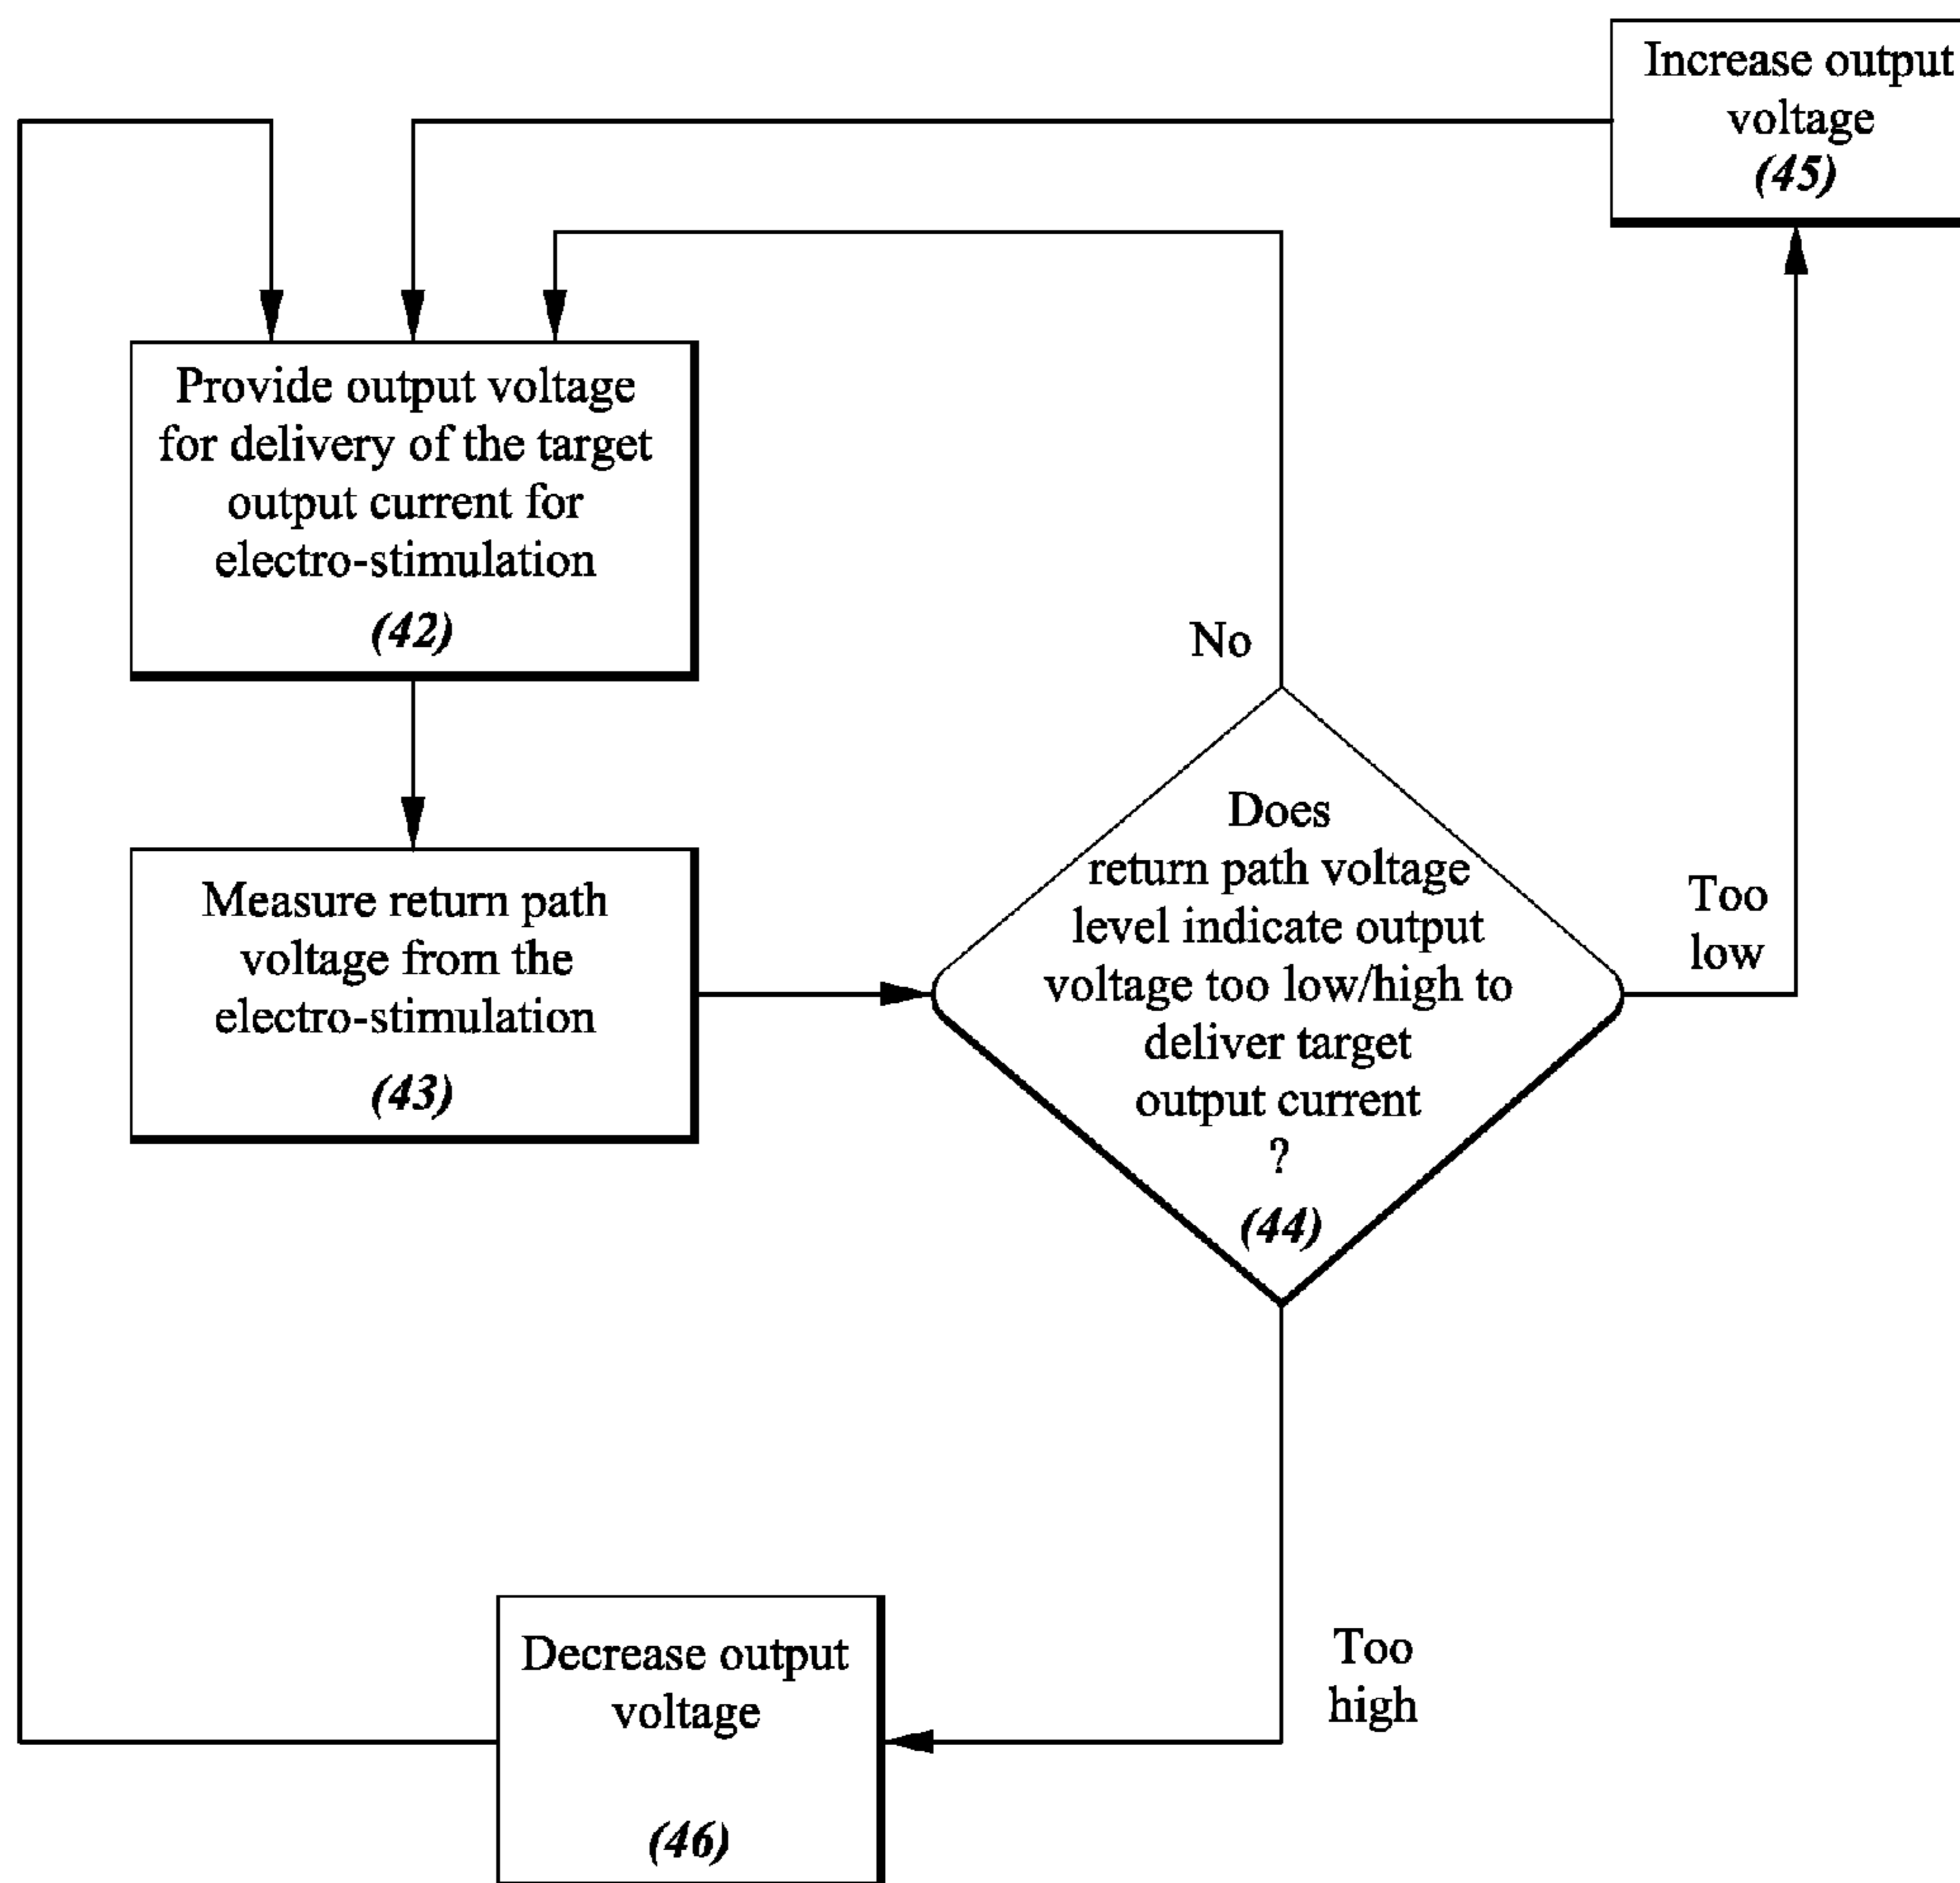 Increase output
voltage
(45)
Provide output voltage
for delivery of the target
output current for
electro-stimulation
(42)
No
Measure return path
voltage from the
electro-stimulation
(43)
Does
return path voltage
level indicate output
voltage too low/high to
deliver target
output current
?
(44)
Too
low
Too
high
Decrease output
voltage
(46)